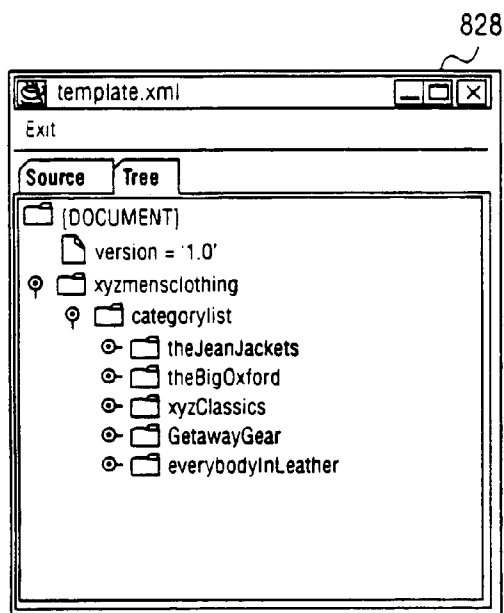 828
template.xml
Exit
Source Tree
[DOCUMENT]
version = '1.0'
xyzmensclothing
categorylist
theJeanJackets
theBigOxford
xyzClassics
GetawayGear
everybodyInLeather